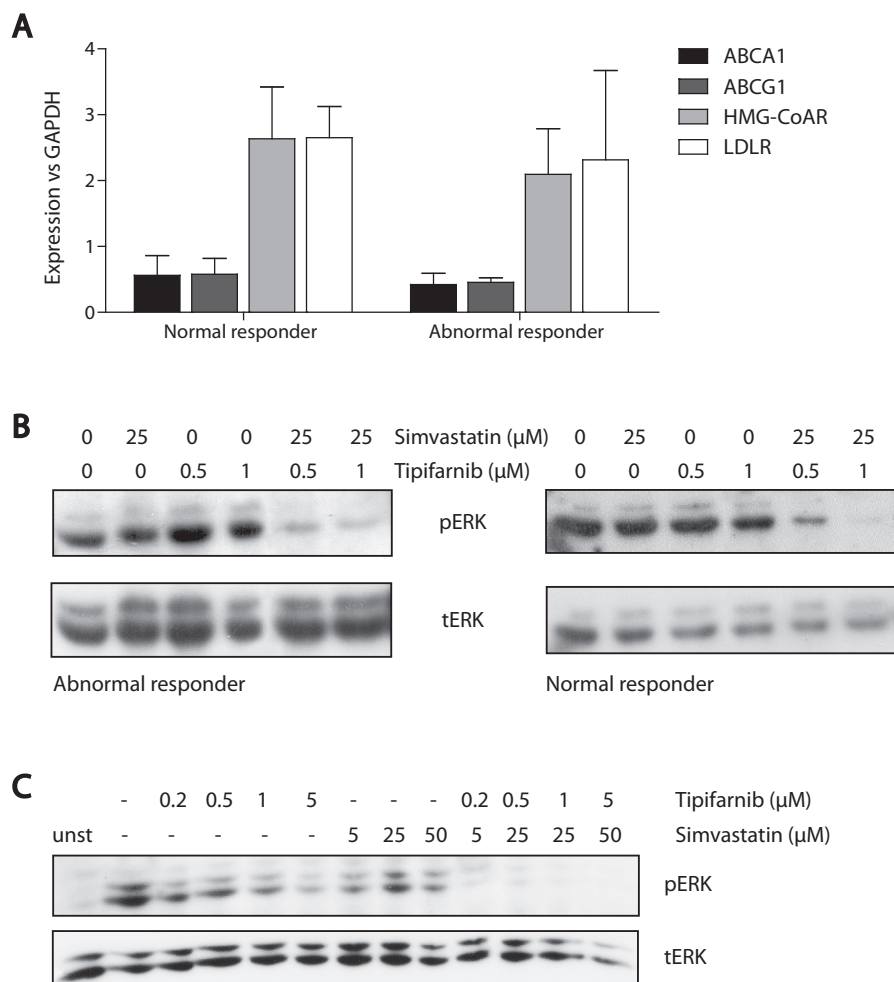 A
4
3
2
1
0
Expression vs GAPDH
Normal responder
Abnormal responder
ABCA1
ABCG1
HMG-CoAR
LDLR
B
0 25 0 0 25 25 Simvastatin (µM) 0 25 0 0 25 25
0 0 0.5 1 0.5 1 Tipifarnib (µM) 0 0 0.5 1 0.5 1
pERK
tERK
Abnormal responder
Normal responder
C
- 0.2 0.5 1 5 - - - 0.2 0.5 1 5 Tipifarnib (µM)
unst - - - - - 5 25 50 5 25 25 50 Simvastatin (µM)
pERK
tERK